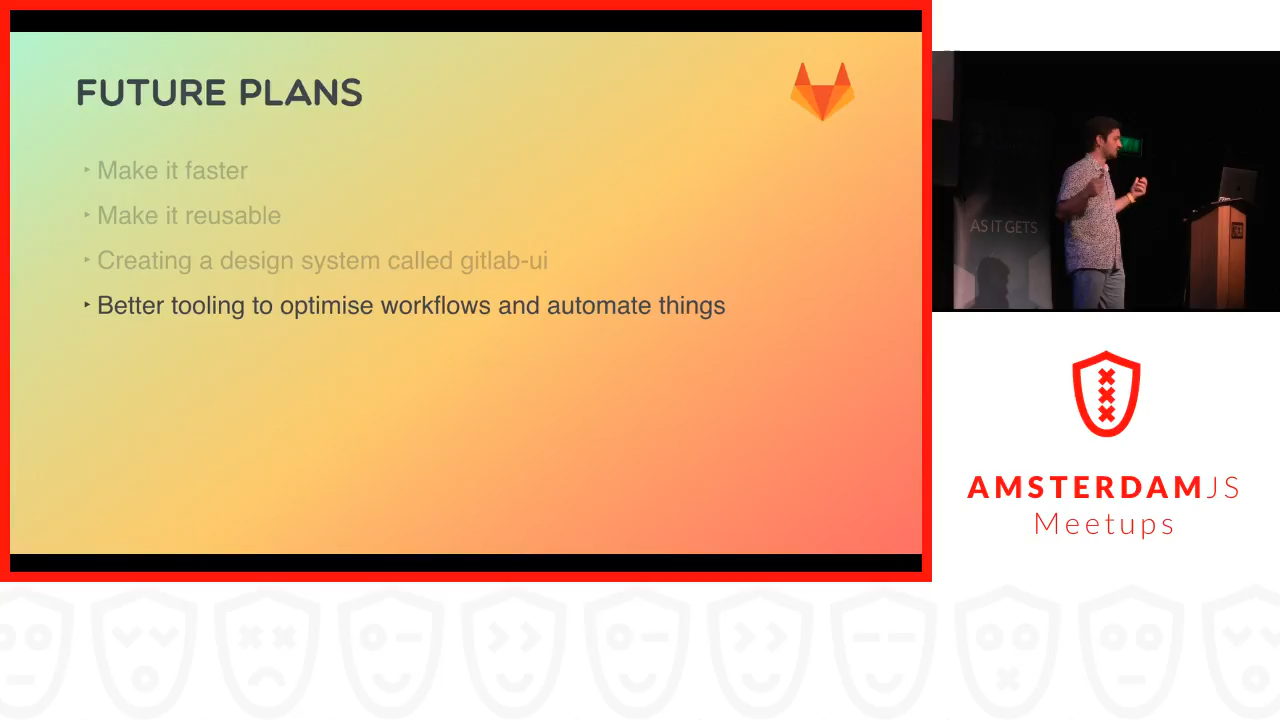 FUTURE PLANS
‣ Make it faster
‣ Make it reusable
‣ Creating a design system called gitlab-ui
‣ Better tooling to optimise workflows and automate things
AS IT GETS
AMSTERDAMJS
Meetups